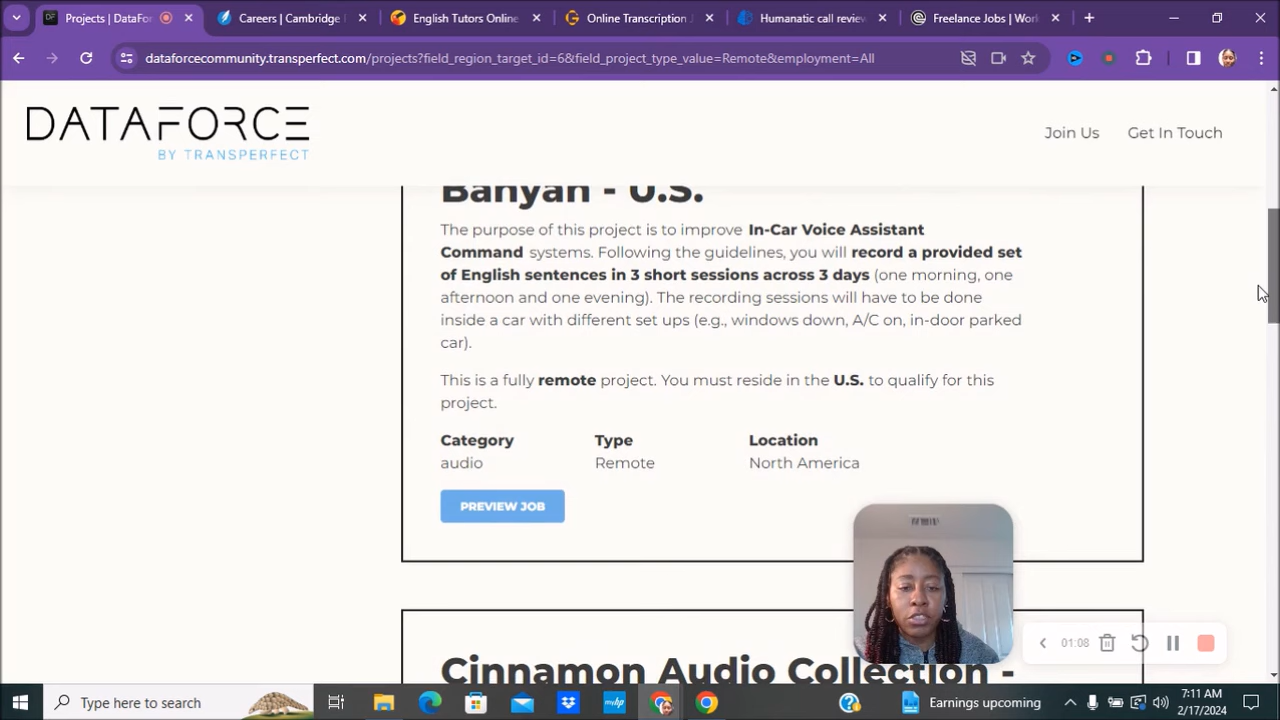 Projects | DataFor
Careers | Cambridge
English Tutors Online
Online Transcription
Humanatic call revie
Freelance Jobs | Wor
dataforcecommunity.transperfect.com/projects?field_region_target_id=6&field_project_type_value=Remote&employment=All
DATAFORCE
BY TRANSPERFECT
Join Us Get In Touch
Banyan - U.S.
The purpose of this project is to improve In-Car Voice Assistant
Command systems. Following the guidelines, you will record a provided set
of English sentences in 3 short sessions across 3 days (one morning, one
afternoon and one evening). The recording sessions will have to be done
inside a car with different set ups (e.g., windows down, A/C on, in-door parked
car).
This is a fully remote project. You must reside in the U.S. to qualify for this
project.
Category Type Location
audio Remote North America
PREVIEW JOB
Cinnamon Audio Collection -
01:08
Type here to search
myhp
Earnings upcoming
7:11 AM
2/17/2024